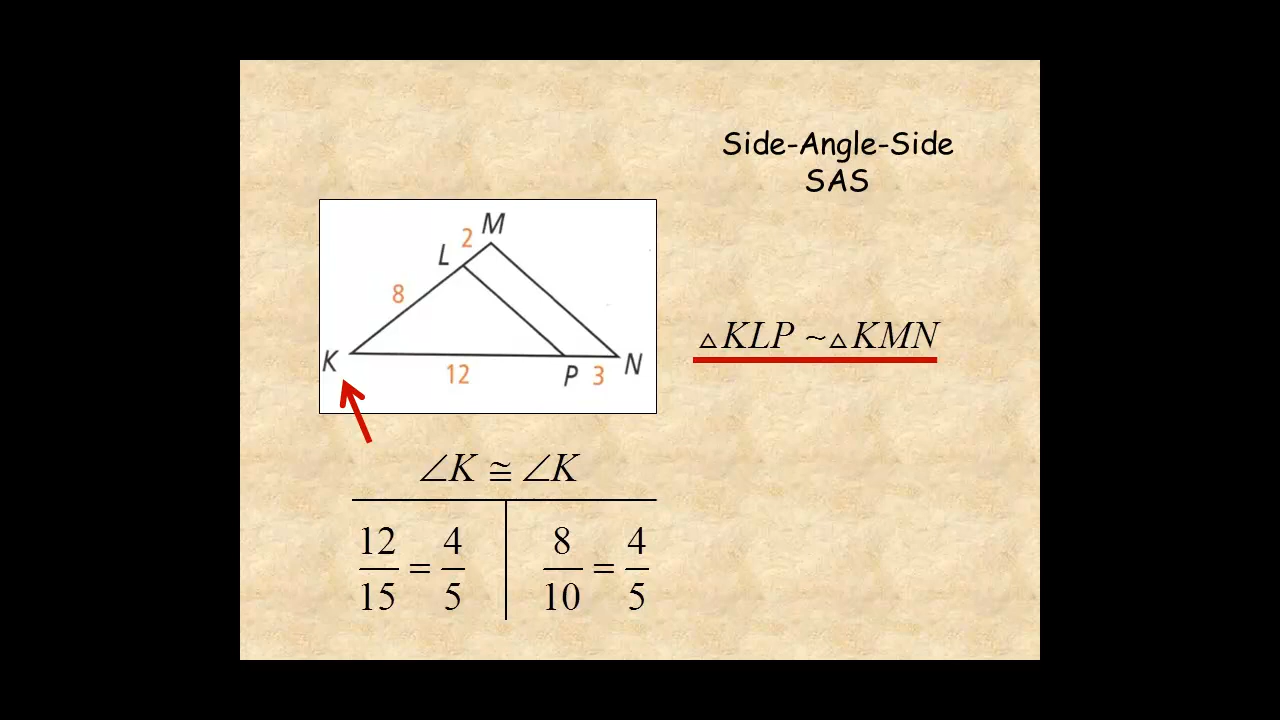 Side-Angle-Side
SAS
M
2
L
8
K
12
P
3
N
△KLP ~△KMN
∠K ≅ ∠K
12/15 = 4/5
8/10 = 4/5